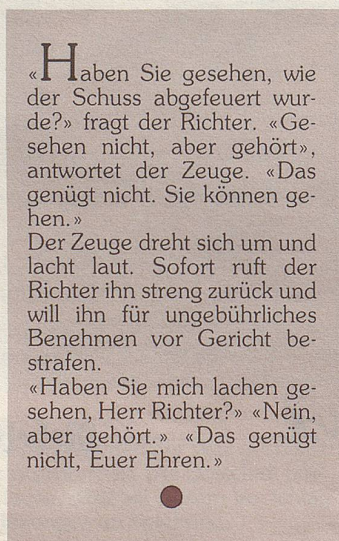 «Haben Sie gesehen, wie
der Schuss abgefeuert wur-
de?» fragt der Richter. «Ge-
sehen nicht, aber gehört»,
antwortet der Zeuge. «Das
genügt nicht. Sie können ge-
hen.»
Der Zeuge dreht sich um und
lacht laut. Sofort ruft der
Richter ihn streng zurück und
will ihn für ungebührliches
Benehmen vor Gericht be-
strafen.
«Haben Sie mich lachen ge-
sehen, Herr Richter?» «Nein,
aber gehört.» «Das genügt
nicht, Euer Ehren.»